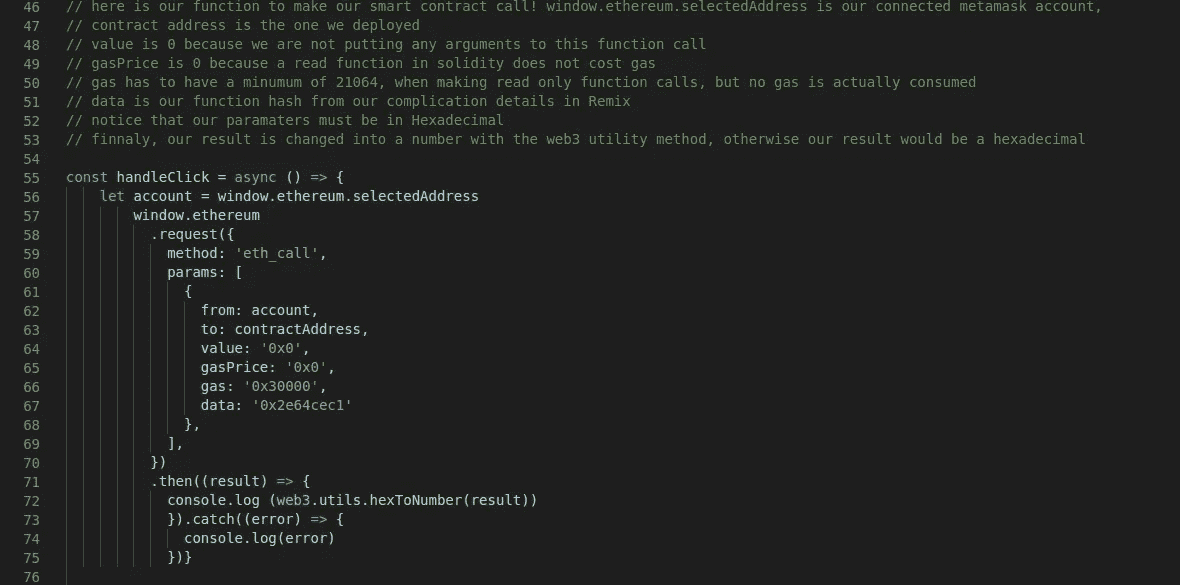 46 // here is our function to make our smart contract call! window.ethereum.selectedAddress is our connected metamask account,
47 // contract address is the one we deployed
48 // value is 0 because we are not putting any arguments to this function call
49 // gasPrice is 0 because a read function in solidity does not cost gas
50 // gas has to have a minumum of 21064, when making read only function calls, but no gas is actually consumed
51 // data is our function hash from our complication details in Remix
52 // notice that our paramaters must be in Hexadecimal
53 // finnaly, our result is changed into a number with the web3 utility method, otherwise our result would be a hexadecimal
54
55 const handleClick = async () => {
56 let account = window.ethereum.selectedAddress
57 window.ethereum
58 .request({
59 method: 'eth_call',
60 params: [
61 {
62 from: account,
63 to: contractAddress,
64 value: '0x0',
65 gasPrice: '0x0',
66 gas: '0x30000',
67 data: '0x2e64cec1'
68 },
69 ],
70 })
71 .then((result) => {
72 console.log (web3.utils.hexToNumber(result))
73 }).catch((error) => {
74 console.log(error)
75 })}
76